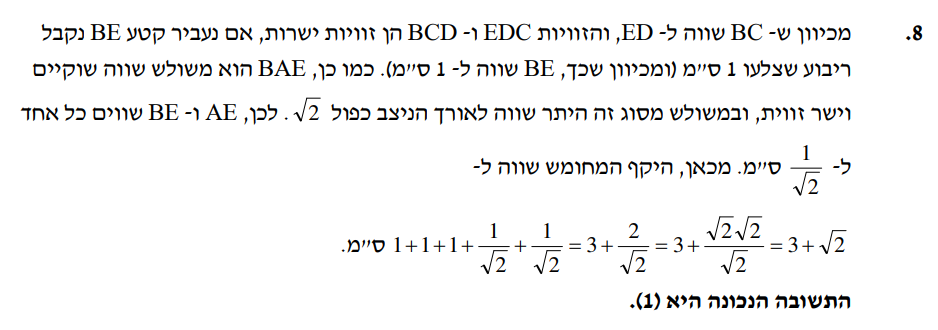 8. מכיוון ש- BC שווה ל- ED, והזוויות EDC ו- BCD הן זוויות ישרות, אם נעביר קטע BE נקבל
ריבוע שצלעו 1 ס״מ (ומכיוון שכך, BE שווה ל- 1 ס״מ). כמו כן, BAE הוא משולש שווה שוקיים
וישר זווית, ובמשולש מסוג זה היתר שווה לאורך הניצב כפול √2 . לכן, AE ו- BE שווים כל אחד
ל- 1/√2 ס״מ. מכאן, היקף המחומש שווה ל-
1+1+1+1/√2+1/√2=3+2/√2=3+√2√2/√2=3+√2 ס״מ.
התשובה הנכונה היא (1).